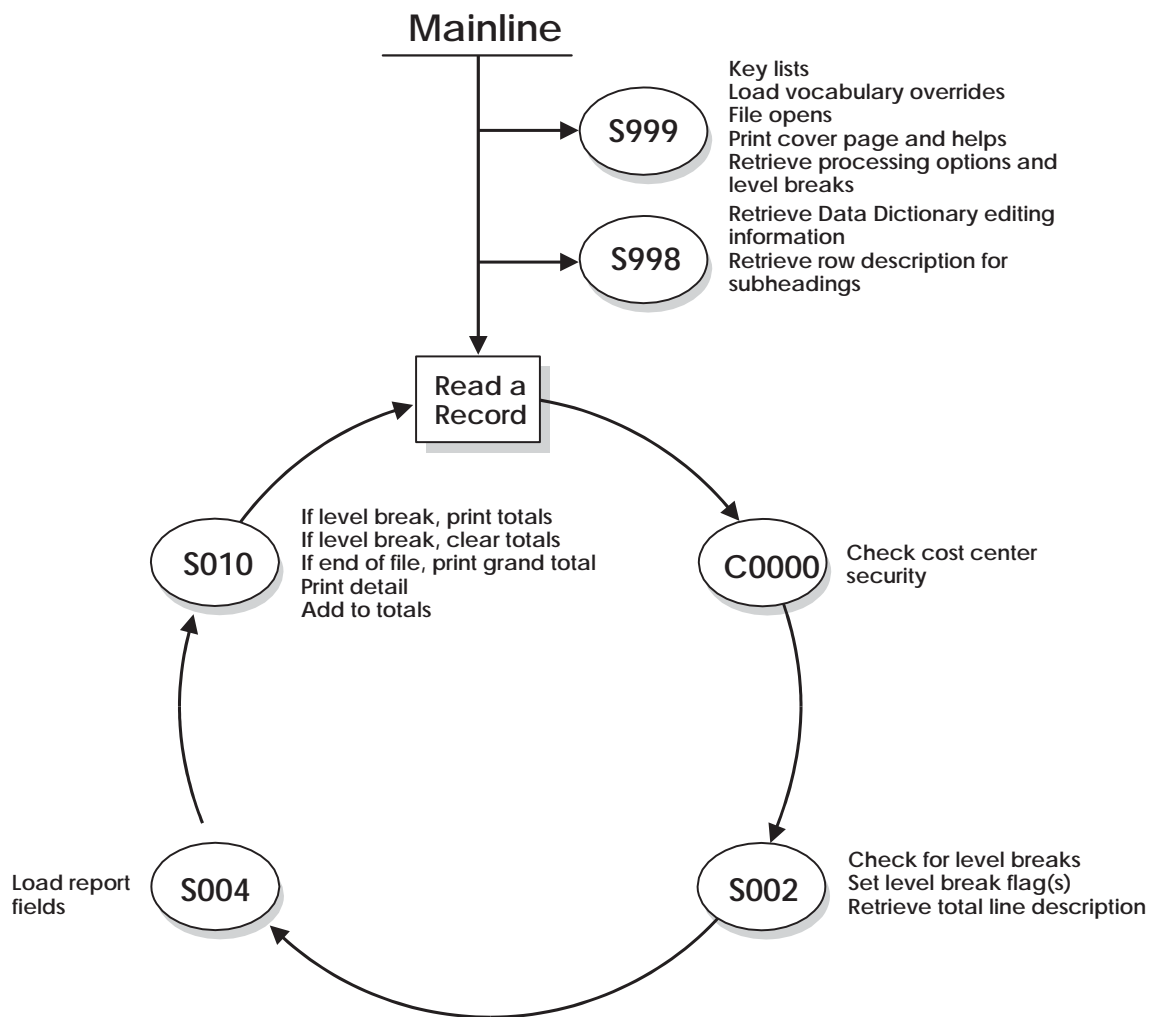 Mainline
S999
Key lists
Load vocabulary overrides
File opens
Print cover page and helps
Retrieve processing options and
level breaks
S998
Retrieve Data Dictionary editing
information
Retrieve row description for
subheadings
Read a
Record
S010
If level break, print totals
If level break, clear totals
If end of file, print grand total
Print detail
Add to totals
C0000
Check cost center
security
Load report
fields
S004
S002
Check for level breaks
Set level break flag(s)
Retrieve total line description